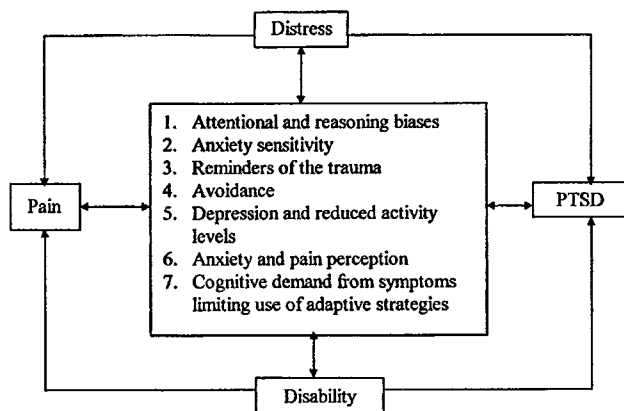 Distress
1. Attentional and reasoning biases
2. Anxiety sensitivity
3. Reminders of the trauma
4. Avoidance
5. Depression and reduced activity
levels
6. Anxiety and pain perception
7. Cognitive demand from symptoms
limiting use of adaptive strategies
Pain
PTSD
Disability